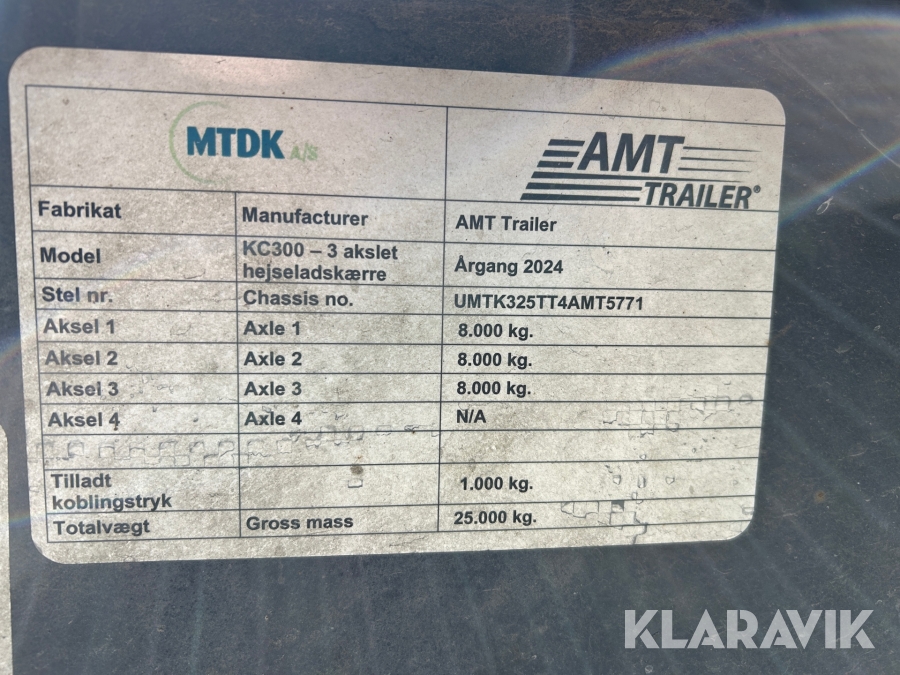 MTDK A/S
AMT
TRAILER®
Fabrikat Manufacturer AMT Trailer
Model KC300 – 3 akslet hejseladskærre Årgang 2024
Stel nr. Chassis no. UMTK325TT4AMT5771
Aksel 1 Axle 1 8.000 kg.
Aksel 2 Axle 2 8.000 kg.
Aksel 3 Axle 3 8.000 kg.
Aksel 4 Axle 4 N/A
Tilladt koblingstryk 1.000 kg.
Totalvægt Gross mass 25.000 kg.
KLARAVIK